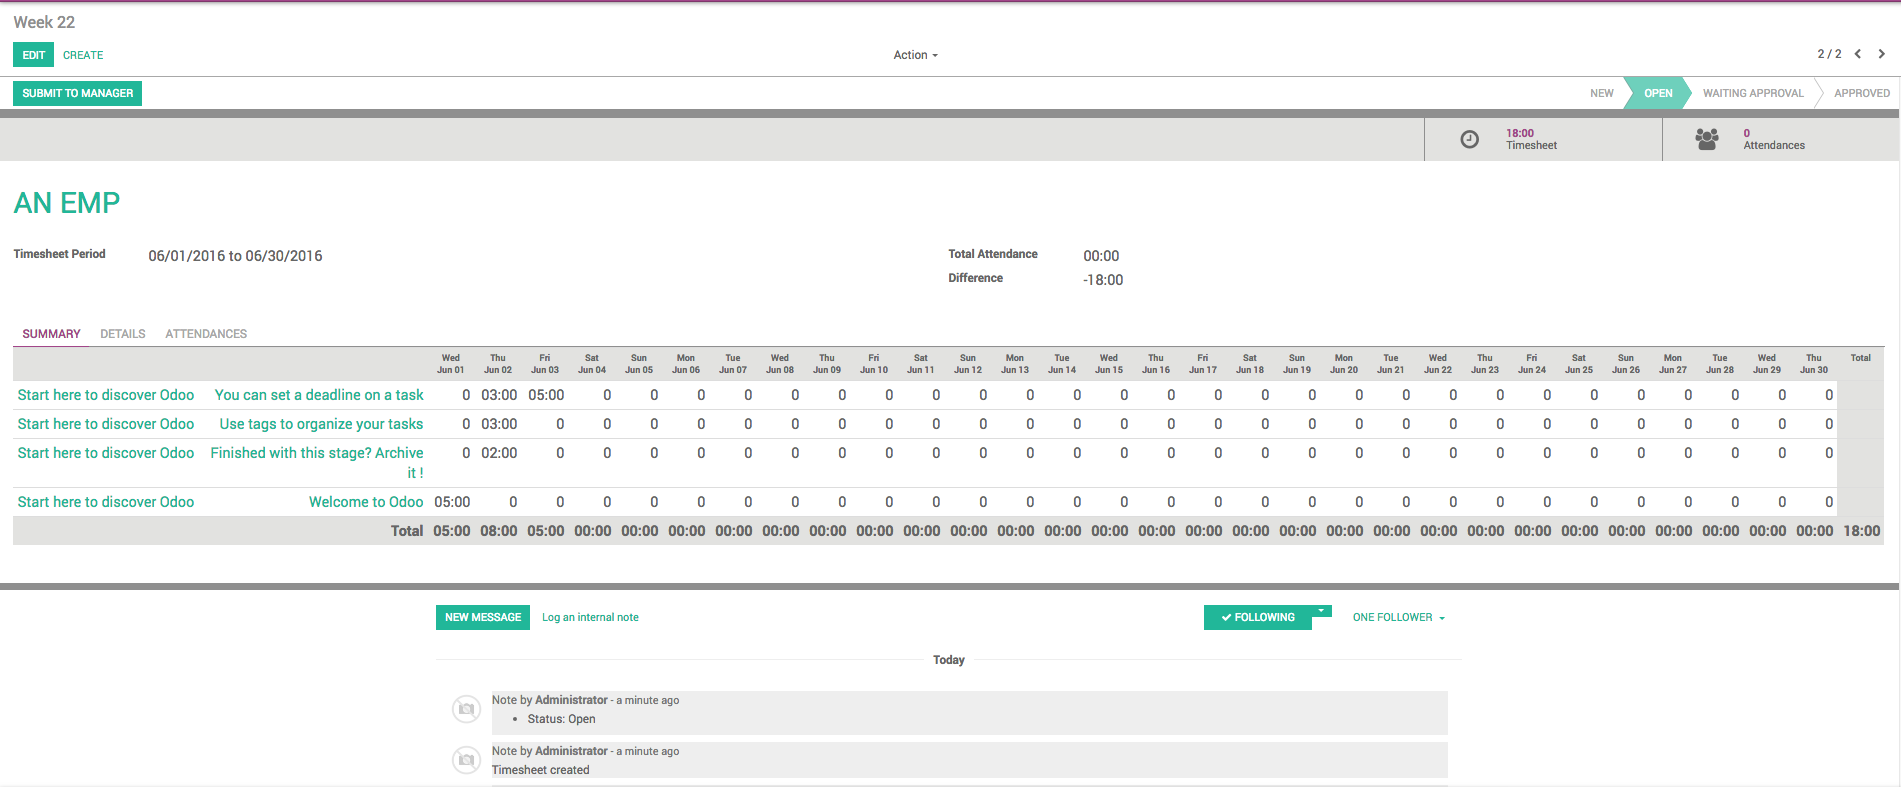 Week 22
EDIT CREATE Action 2 / 2
SUBMIT TO MANAGER NEW OPEN WAITING APPROVAL APPROVED
18:00 0
Timesheet Attendances
AN EMP
Timesheet Period 06/01/2016 to 06/30/2016 Total Attendance 00:00
Difference -18:00
SUMMARY DETAILS ATTENDANCES
Wed Thu Fri Sat Sun Mon Tue Wed Thu Fri Sat Sun Mon Tue Wed Thu Fri Sat Sun Mon Tue Wed Thu Fri Sat Sun Mon Tue Wed Thu Total
Jun 01 Jun 02 Jun 03 Jun 04 Jun 05 Jun 06 Jun 07 Jun 08 Jun 09 Jun 10 Jun 11 Jun 12 Jun 13 Jun 14 Jun 15 Jun 16 Jun 17 Jun 18 Jun 19 Jun 20 Jun 21 Jun 22 Jun 23 Jun 24 Jun 25 Jun 26 Jun 27 Jun 28 Jun 29 Jun 30
Start here to discover Odoo You can set a deadline on a task 0 03:00 05:00 0 0 0 0 0 0 0 0 0 0 0 0 0 0 0 0 0 0 0 0 0 0 0 0 0 0 0
Start here to discover Odoo Use tags to organize your tasks 0 03:00 0 0 0 0 0 0 0 0 0 0 0 0 0 0 0 0 0 0 0 0 0 0 0 0 0 0 0 0
Start here to discover Odoo Finished with this stage? Archive 0 02:00 0 0 0 0 0 0 0 0 0 0 0 0 0 0 0 0 0 0 0 0 0 0 0 0 0 0 0 0
it !
Start here to discover Odoo Welcome to Odoo 05:00 0 0 0 0 0 0 0 0 0 0 0 0 0 0 0 0 0 0 0 0 0 0 0 0 0 0 0 0 0
Total 05:00 08:00 05:00 00:00 00:00 00:00 00:00 00:00 00:00 00:00 00:00 00:00 00:00 00:00 00:00 00:00 00:00 00:00 00:00 00:00 00:00 00:00 00:00 00:00 00:00 00:00 00:00 00:00 00:00 00:00 18:00
NEW MESSAGE Log an internal note FOLLOWING ONE FOLLOWER
Today
Note by Administrator - a minute ago
• Status: Open
Note by Administrator - a minute ago
Timesheet created